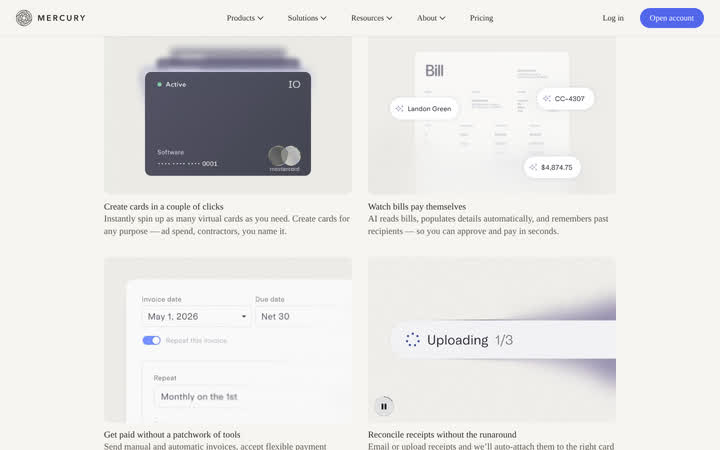 MERCURY
Products
Solutions
Resources
About
Pricing
Log in
Open account
Active
IO
Software
0001
mastercard
Bill
Landon Green
CC-4307
$4,874.75
Create cards in a couple of clicks
Instantly spin up as many virtual cards as you need. Create cards for
any purpose — ad spend, contractors, you name it.
Watch bills pay themselves
AI reads bills, populates details automatically, and remembers past
recipients — so you can approve and pay in seconds.
Invoice date
Due date
May 1, 2026
Net 30
Repeat this invoice
Repeat
Monthly on the 1st
Uploading 1/3
Get paid without a patchwork of tools
Send manual and automatic invoices, accept flexible payment
Reconcile receipts without the runaround
Email or upload receipts and we'll auto-attach them to the right card